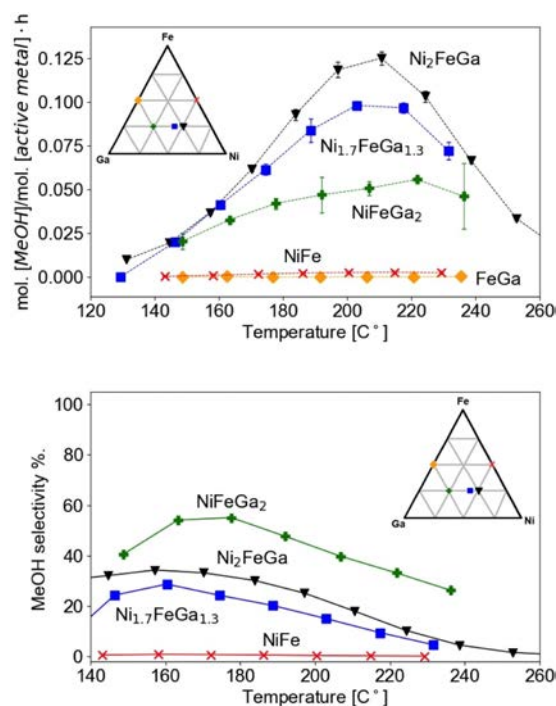 mol. [MeOH]/mol. [active metal] · h
0.125
0.100
0.075
0.050
0.025
0.000
Fe
Ga
Ni
Ni₂FeGa
Ni₁.₇FeGa₁.₃
NiFeGa₂
NiFe
FeGa
120 140 160 180 200 220 240 260
Temperature [C°]
MeOH selectivity %.
100
80
60
40
20
0
Fe
Ga
Ni
NiFeGa₂
Ni₂FeGa
Ni₁.₇FeGa₁.₃
NiFe
140 160 180 200 220 240 260
Temperature [C°]